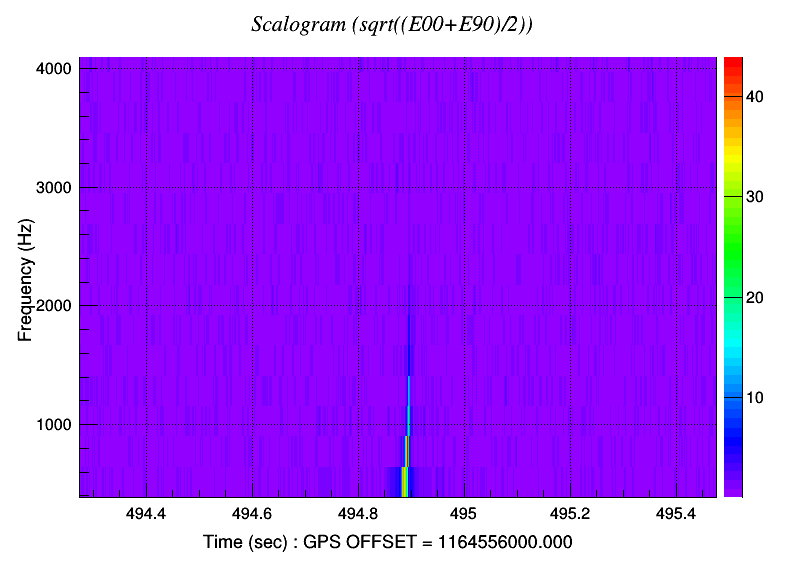 Scalogram (sqrt((E00+E90)/2))
4000
3000
2000
1000
Frequency (Hz)
40
30
20
10
494.4 494.6 494.8 495 495.2 495.4
Time (sec) : GPS OFFSET = 1164556000.000